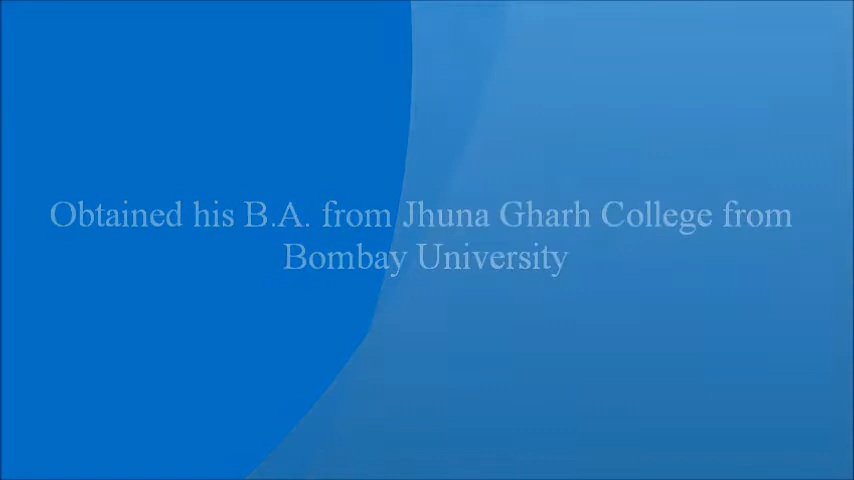 Obtained his B.A. from Jhuna Gharh College from
Bombay University